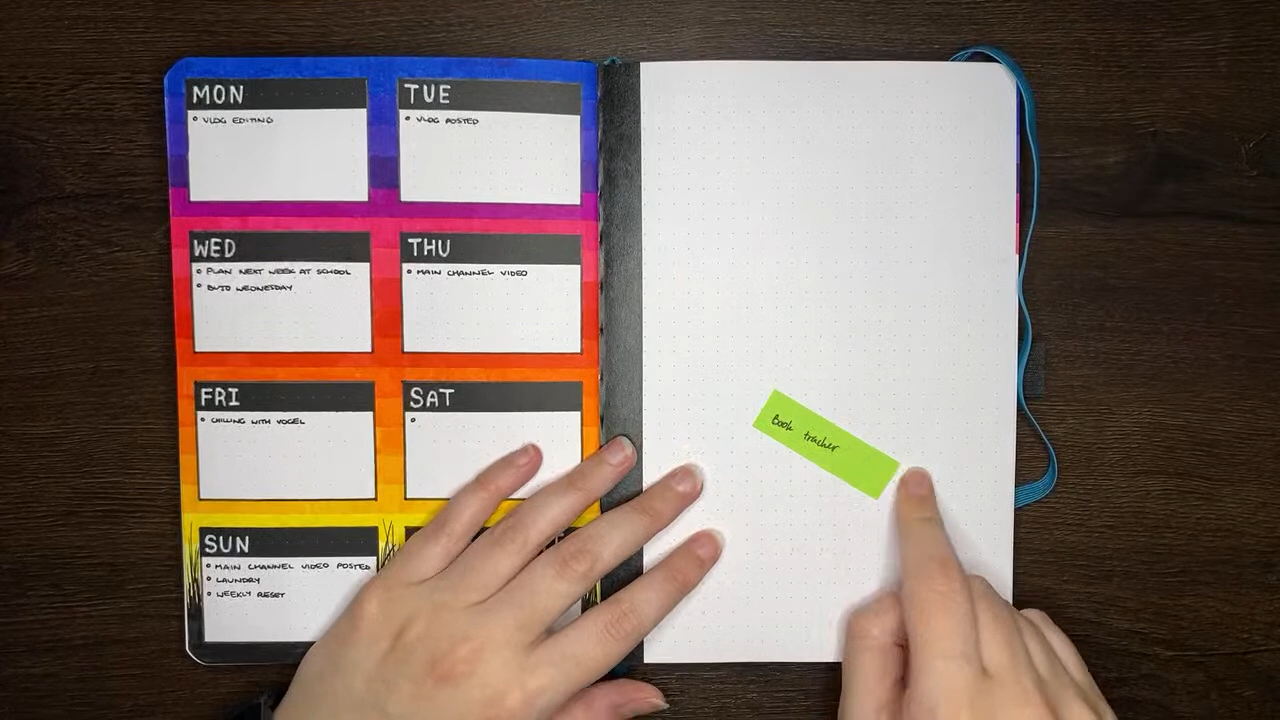 MON
○ VLOG EDITING
TUE
○ VLOG POSTED
WED
○ PLAN NEXT WEEK AT SCHOOL
○ BUJO WEDNESDAY
THU
○ MAIN CHANNEL VIDEO
FRI
○ CHILLING WITH VOGEL
SAT
○
SUN
○ MAIN CHANNEL VIDEO POSTED
○ LAUNDRY
○ WEEKLY RESET
Book tracker